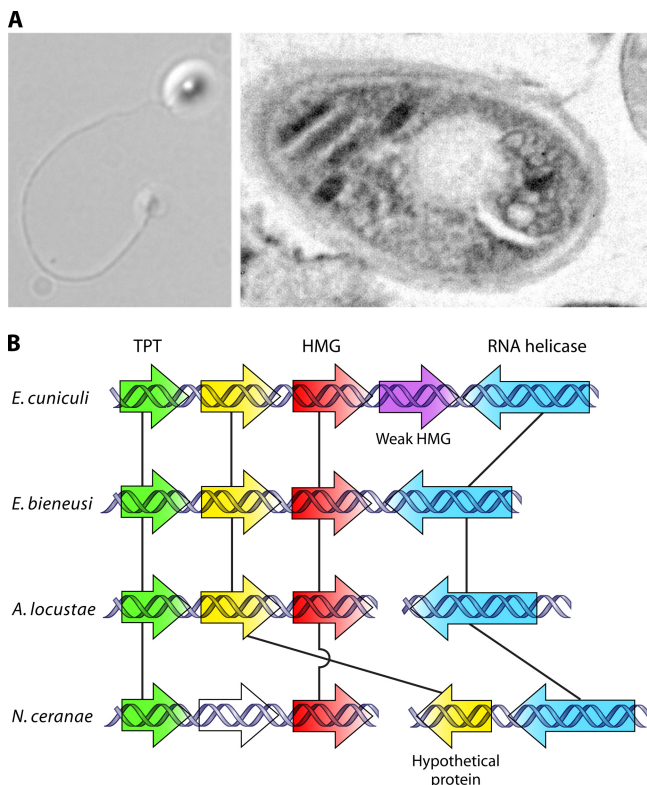 A
B
TPT HMG RNA helicase
E. cuniculi
Weak HMG
E. bieneusi
A. locustae
N. ceranae
Hypothetical
protein